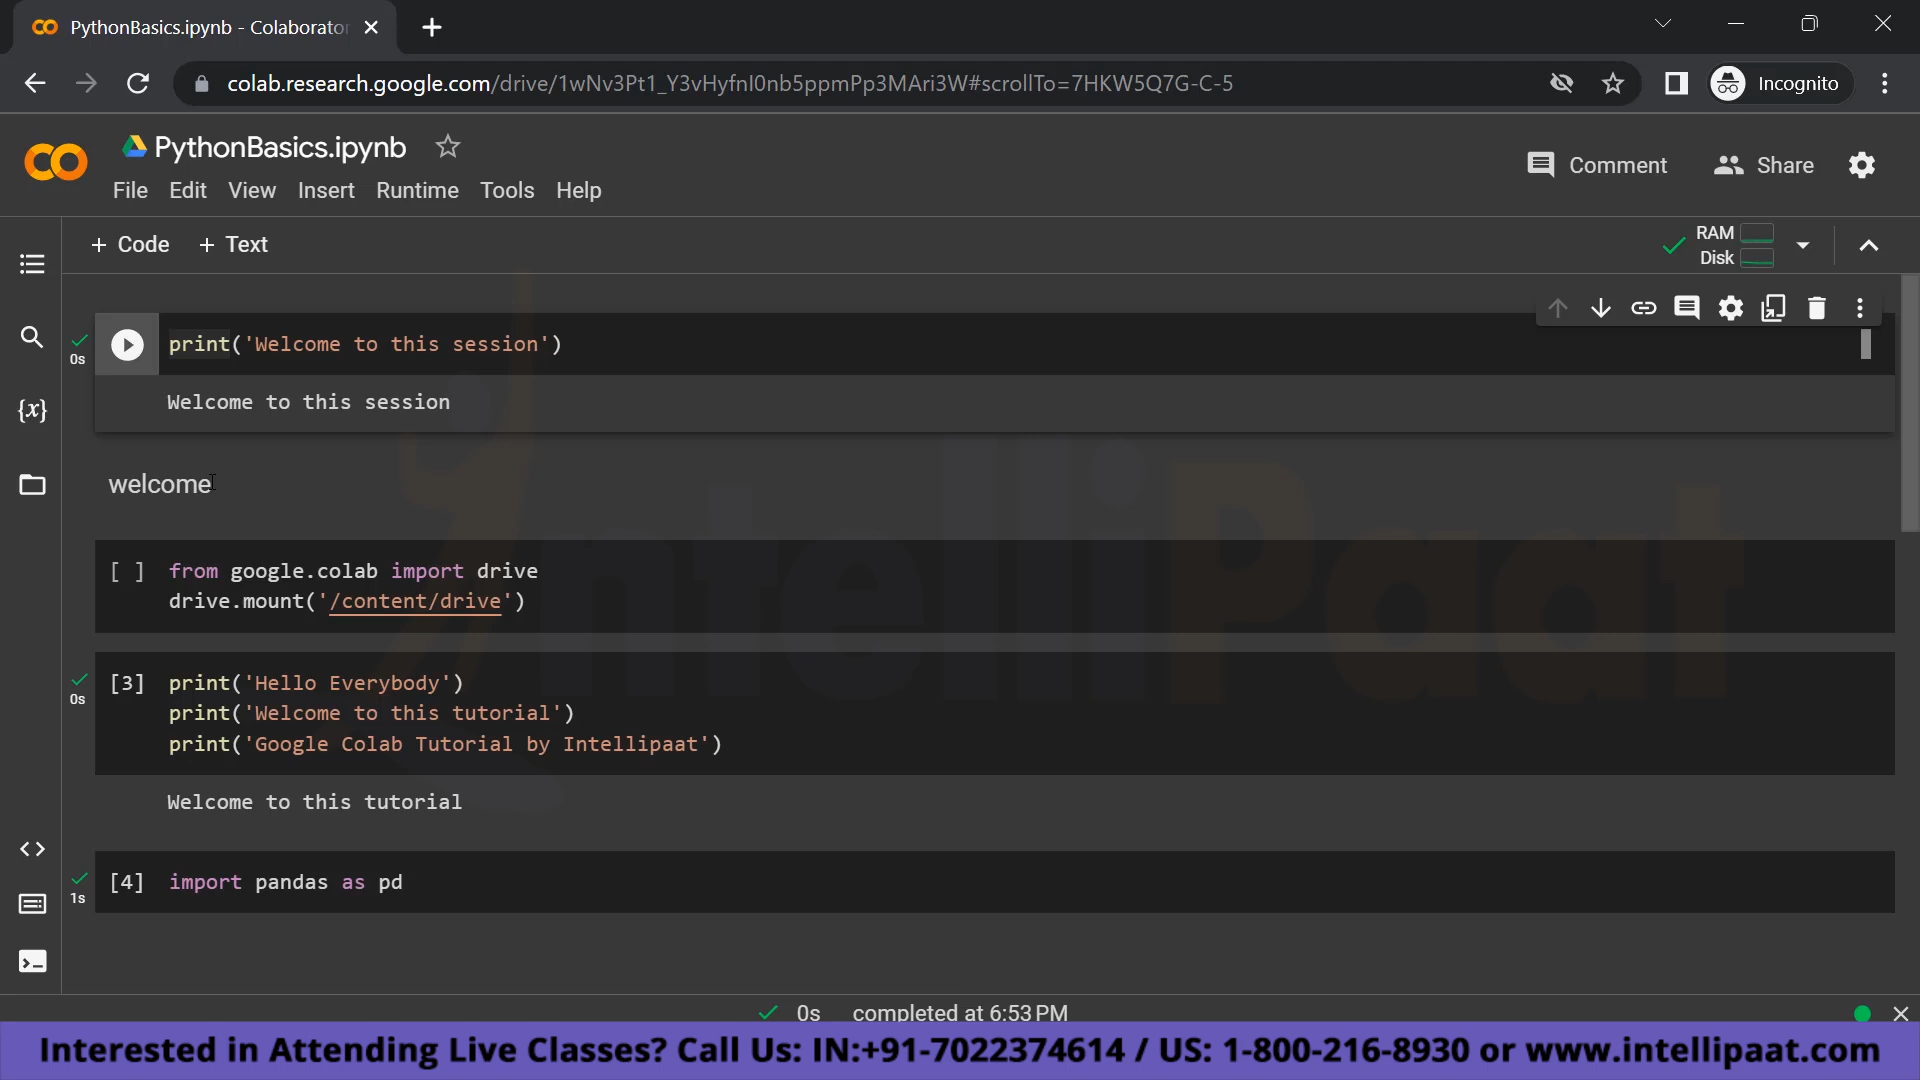 PythonBasics.ipynb - Colaborator
colab.research.google.com/drive/1wNv3Pt1_Y3vHyfnI0nb5ppmPp3MAri3W#scrollTo=7HKW5Q7G-C-5
Incognito
PythonBasics.ipynb
File Edit View Insert Runtime Tools Help
Comment
Share
+ Code + Text
RAM
Disk
0s
print('Welcome to this session')
Welcome to this session
{x}
welcome
[ ] from google.colab import drive
drive.mount('/content/drive')
intelliPaat
0s
[3] print('Hello Everybody')
print('Welcome to this tutorial')
print('Google Colab Tutorial by Intellipaat')
Welcome to this tutorial
1s
[4] import pandas as pd
0s completed at 6:53 PM
Interested in Attending Live Classes? Call Us: IN:+91-7022374614 / US: 1-800-216-8930 or www.intellipaat.com